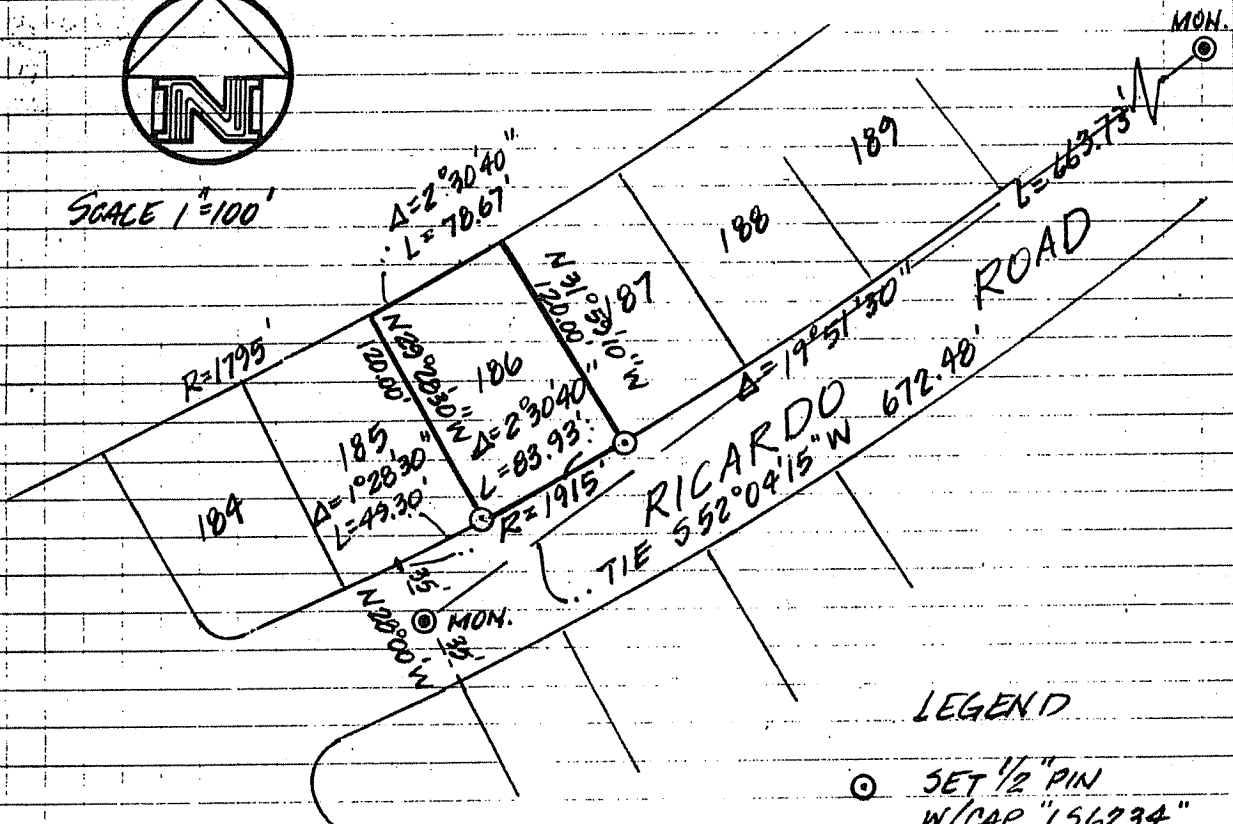 MON.
N
SCALE 1"=100'
Δ=2°30'40"
L=78.67'
189
L=663.73'
188
ROAD
N31°59'10"W
120.00'
187
R=1795'
N29°28'30"W
120.00'
186
Δ=2°30'40"
L=83.93'
Δ=19°51'30"
185
Δ=1°28'30"
L=49.30'
184
R=1915'
RICARDO
TIE S52°04'15"W 672.48'
35'
MON.
N28°00'W
35'
LEGEND
SET 1/2" PIN
W/CAP "LS6234"